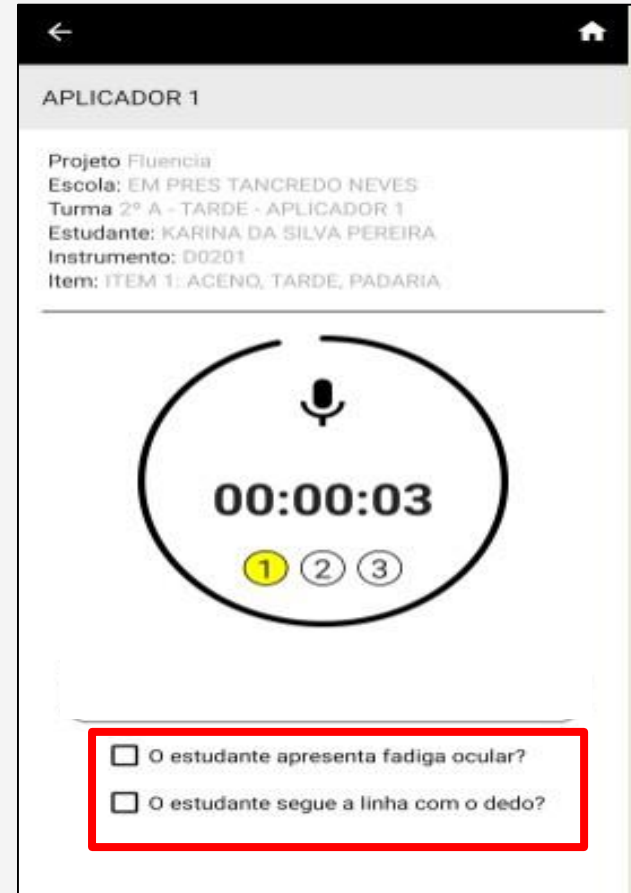 APLICADOR 1
Projeto Fluencia
Escola: EM PRES TANCREDO NEVES
Turma 2º A - TARDE - APLICADOR 1
Estudante: KARINA DA SILVA PEREIRA
Instrumento: D0201
Item: ITEM 1: ACENO, TARDE, PADARIA
00:00:03
1 2 3
O estudante apresenta fadiga ocular?
O estudante segue a linha com o dedo?